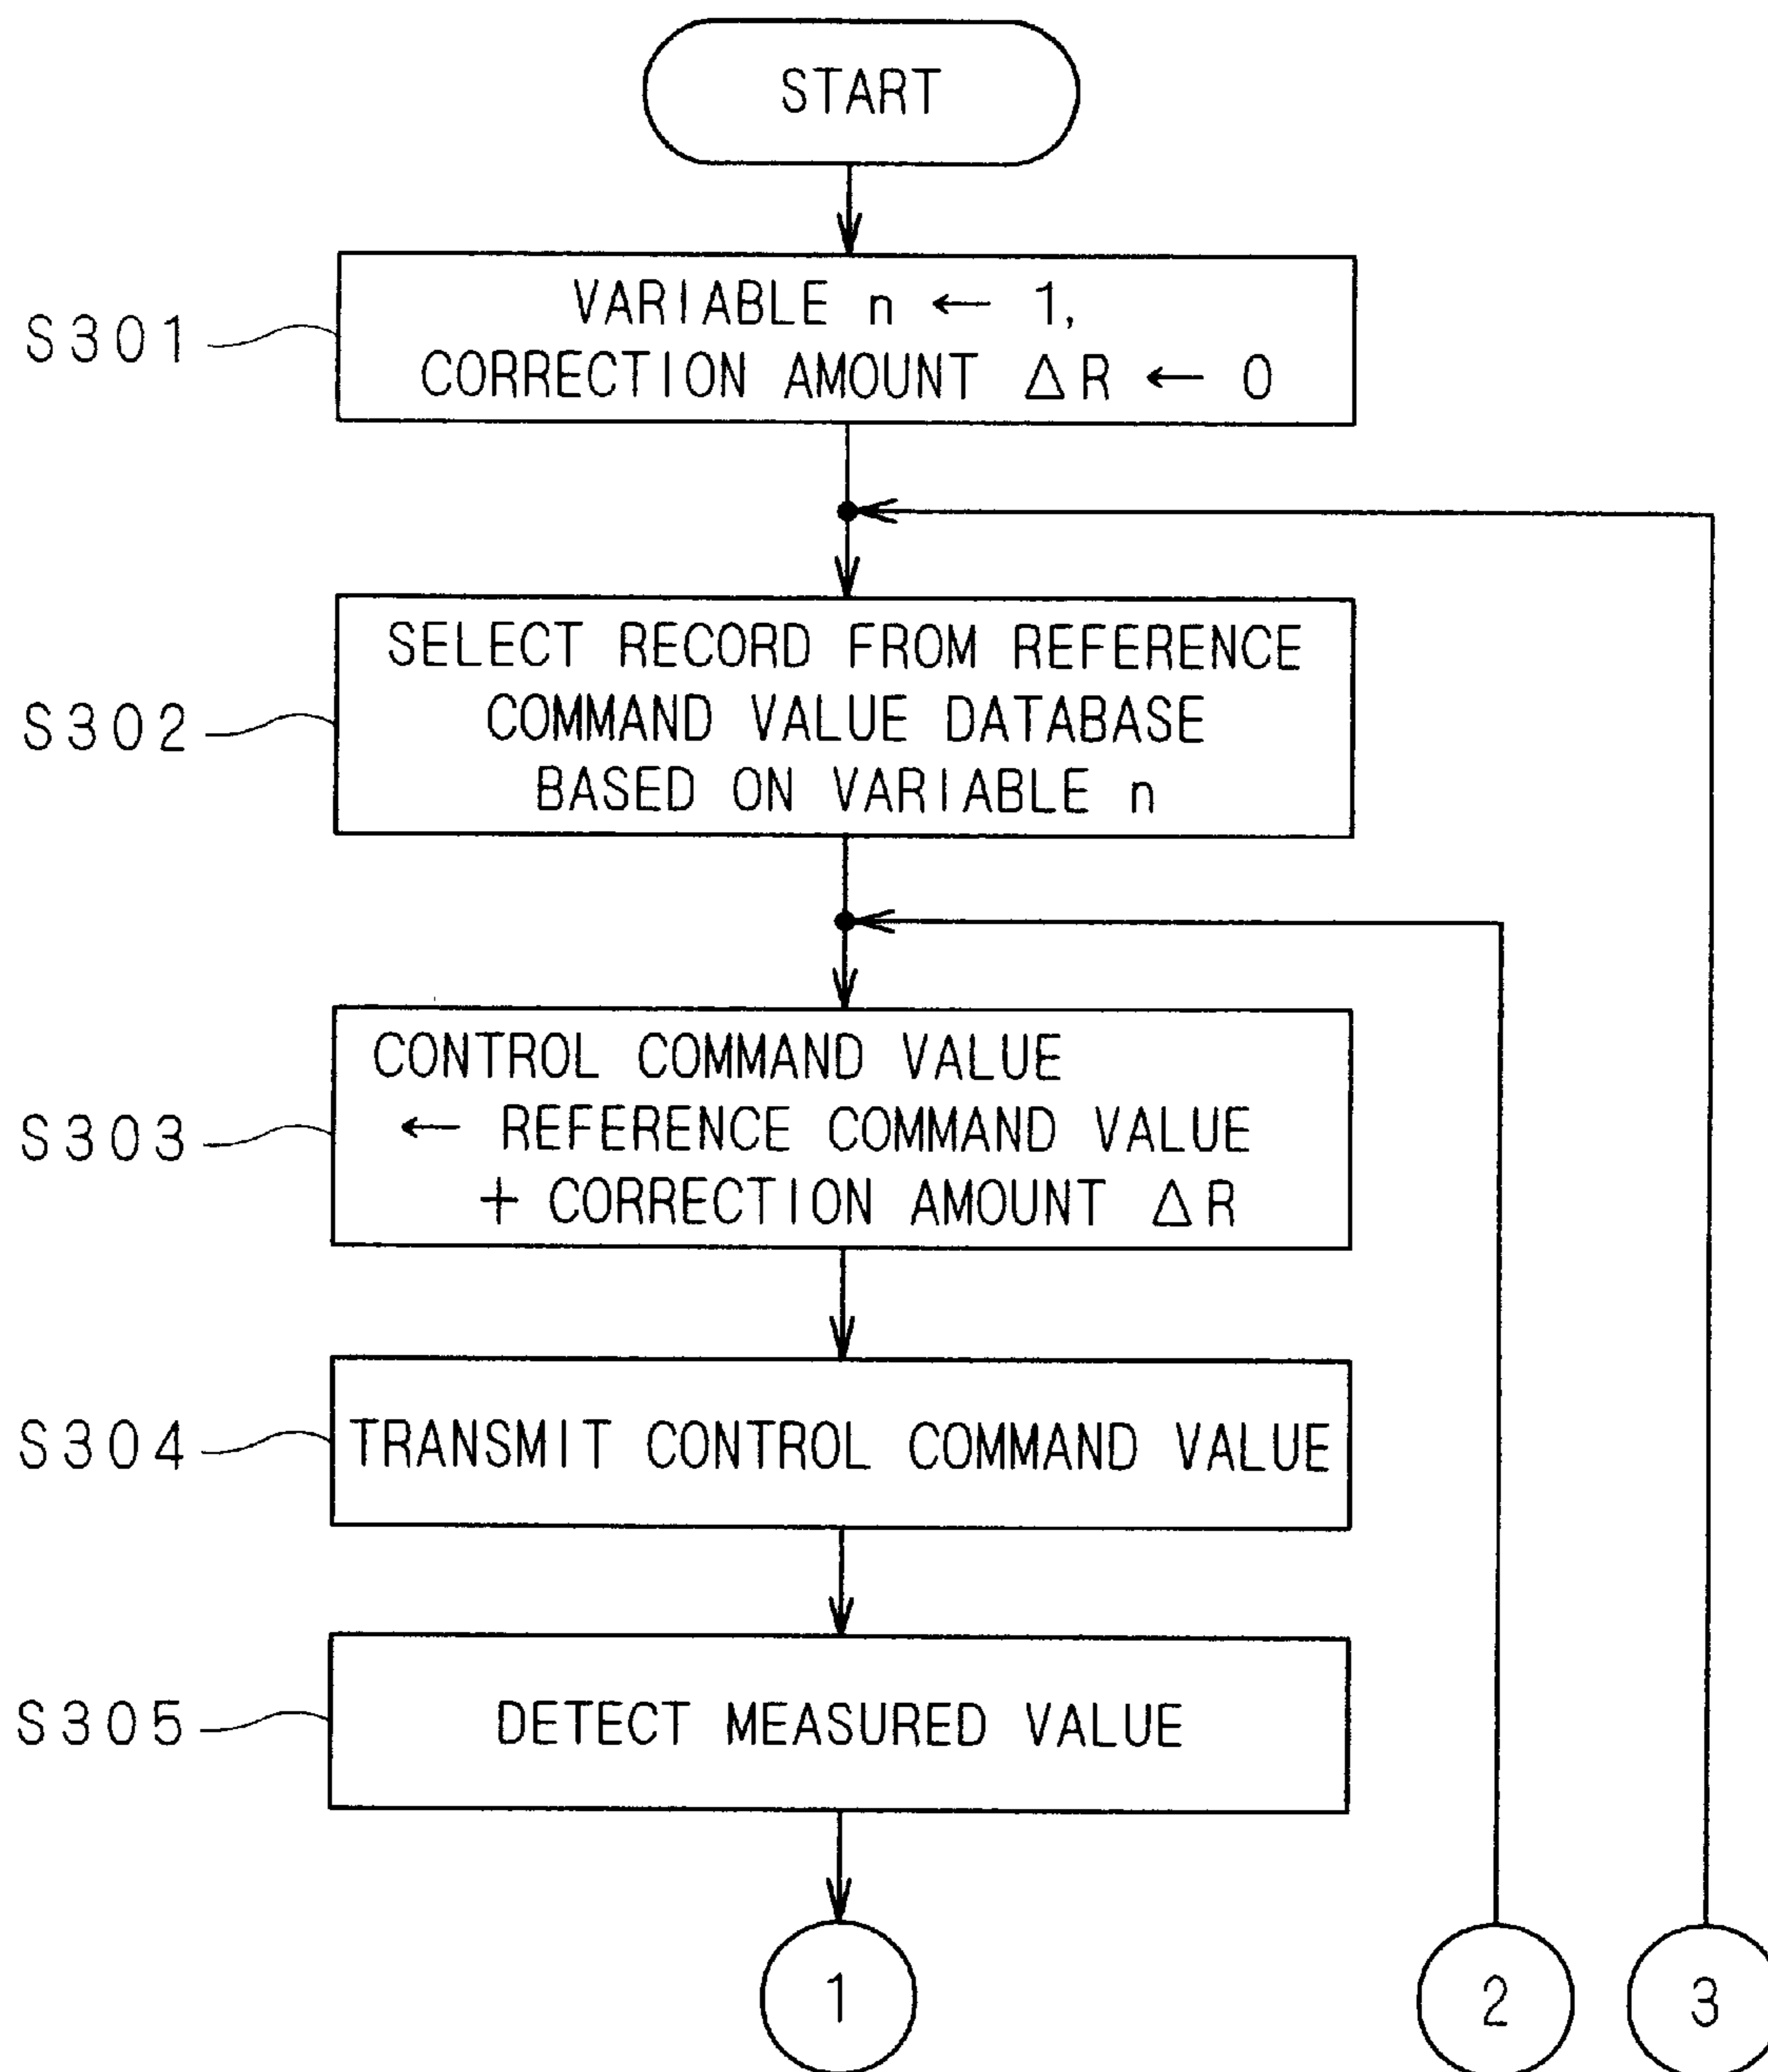 START
S301
VARIABLE n ← 1,
CORRECTION AMOUNT △R ← 0
S302
SELECT RECORD FROM REFERENCE
COMMAND VALUE DATABASE
BASED ON VARIABLE n
S303
CONTROL COMMAND VALUE
← REFERENCE COMMAND VALUE
+ CORRECTION AMOUNT △R
S304
TRANSMIT CONTROL COMMAND VALUE
S305
DETECT MEASURED VALUE
1
2
3